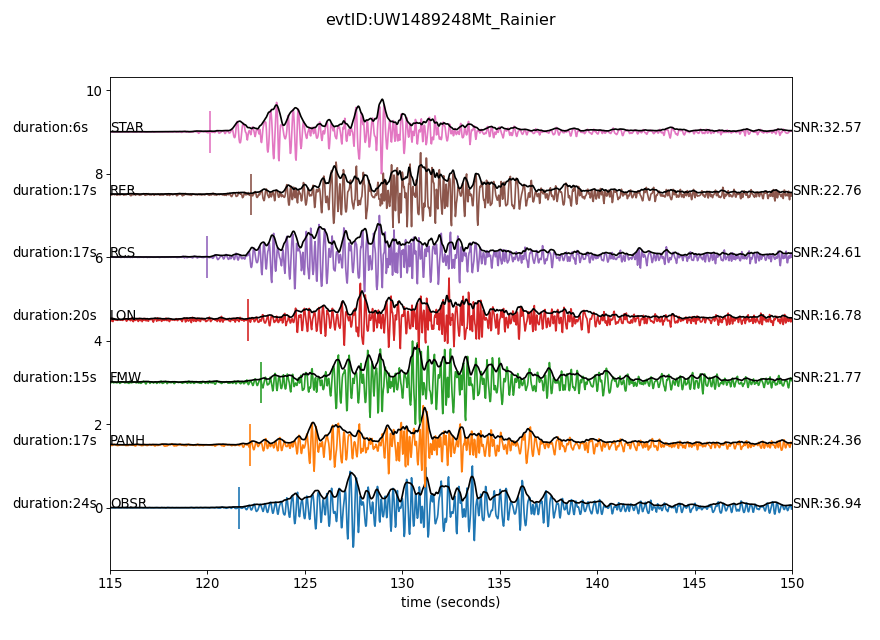 evtID:UW1489248Mt_Rainier
10
duration:6s STAR SNR:32.57
8
duration:17s RER SNR:22.76
duration:17s RCS SNR:24.61
6
duration:20s LON SNR:16.78
4
duration:15s FMW SNR:21.77
2
duration:17s PANH SNR:24.36
duration:24s OBSR SNR:36.94
0
115 120 125 130 135 140 145 150
time (seconds)